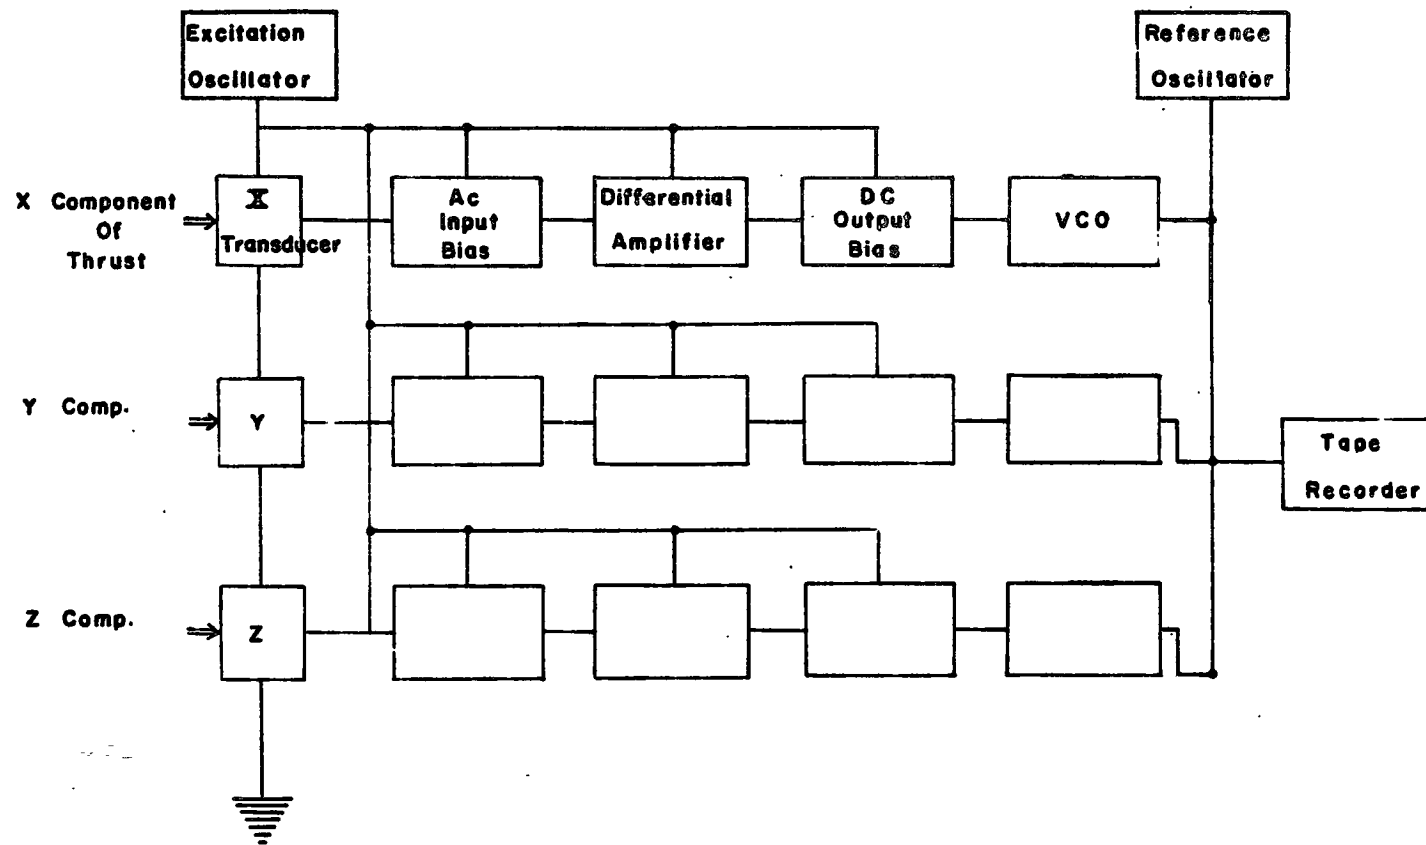 Excitation
Oscillator
Reference
Oscillator
X Component
Of
Thrust
X
Transducer
Ac
Input
Bias
Differential
Amplifier
DC
Output
Bias
VCO
Y Comp.
Y
Tape
Recorder
Z Comp.
Z